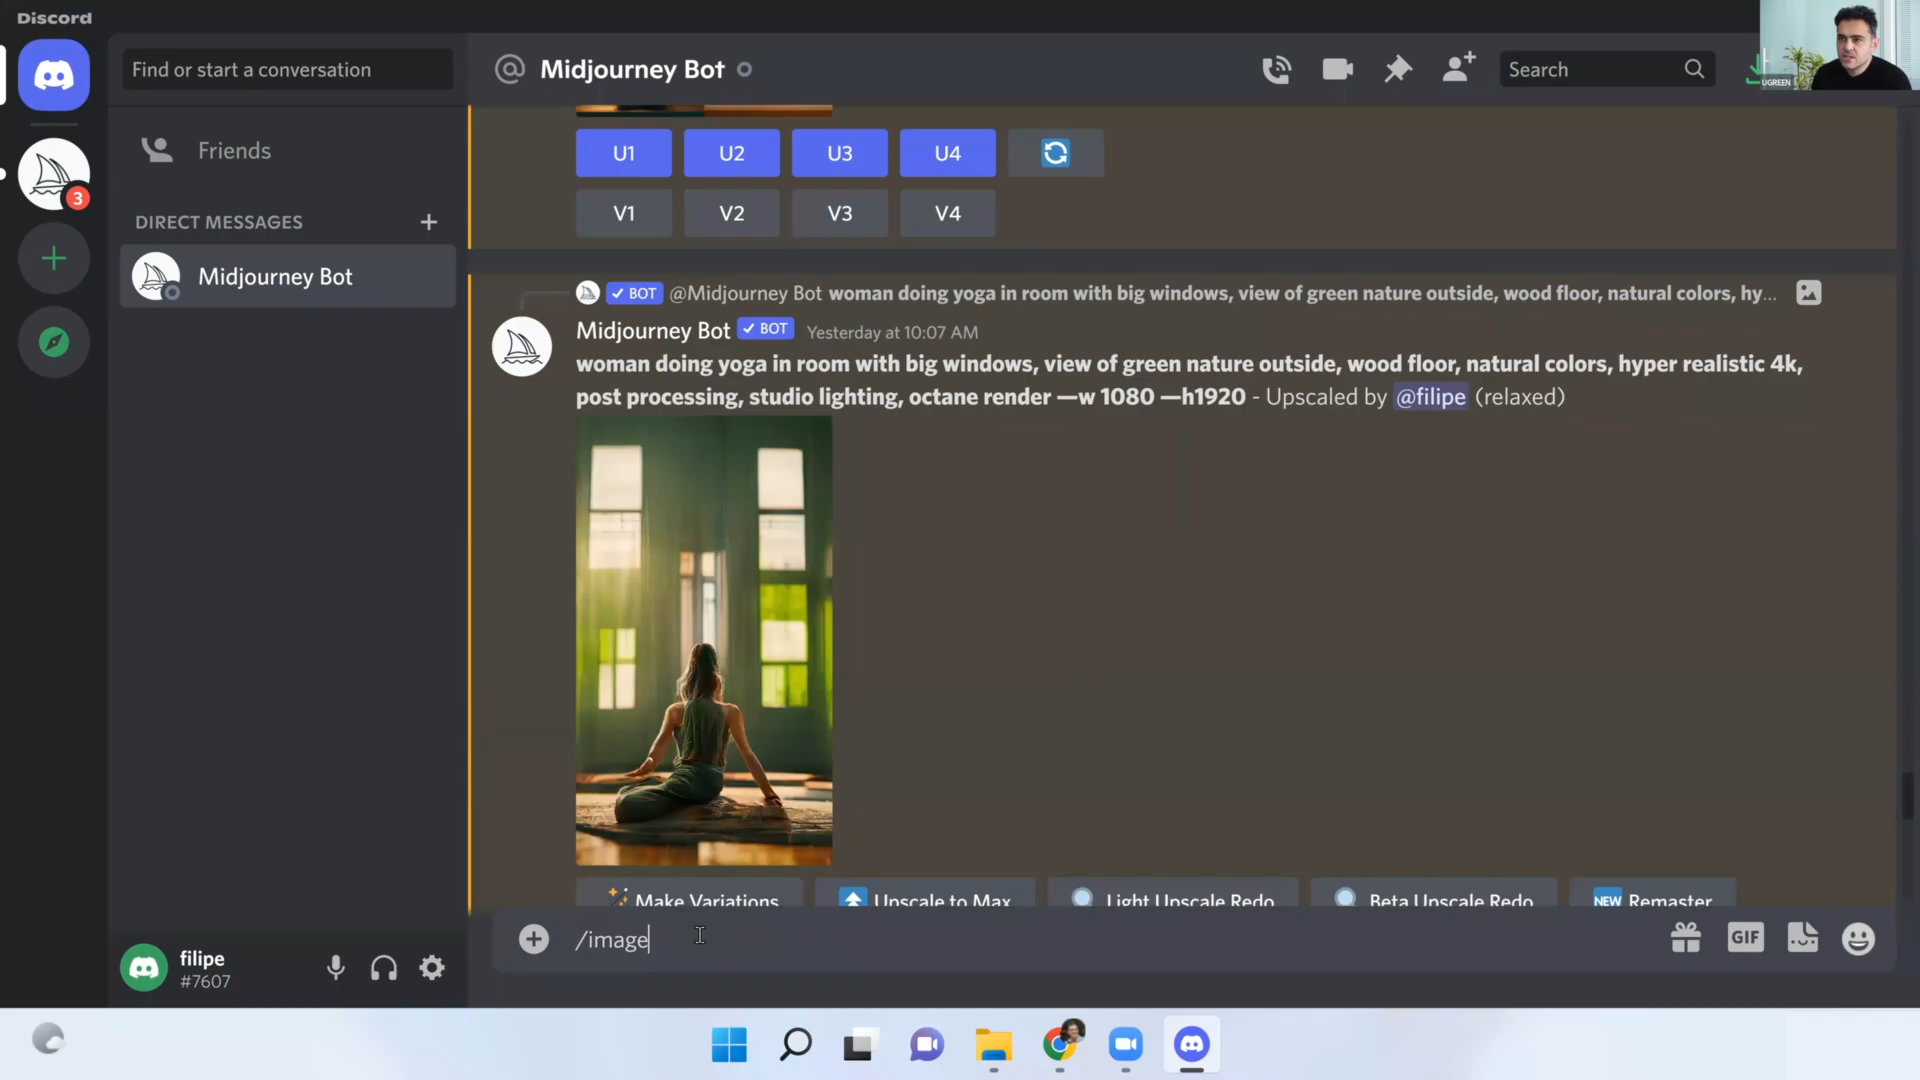 Discord
Find or start a conversation
Midjourney Bot
Search
UGREEN
Friends
U1 U2 U3 U4
3
V1 V2 V3 V4
DIRECT MESSAGES
Midjourney Bot
BOT @Midjourney Bot woman doing yoga in room with big windows, view of green nature outside, wood floor, natural colors, hy...
Midjourney Bot BOT Yesterday at 10:07 AM
woman doing yoga in room with big windows, view of green nature outside, wood floor, natural colors, hyper realistic 4k,
post processing, studio lighting, octane render —w 1080 —h1920 - Upscaled by @filipe (relaxed)
Make Variations Upscale to Max Light Upscale Redo Beta Upscale Redo NEW Remaster
/image
GIF
filipe
#7607